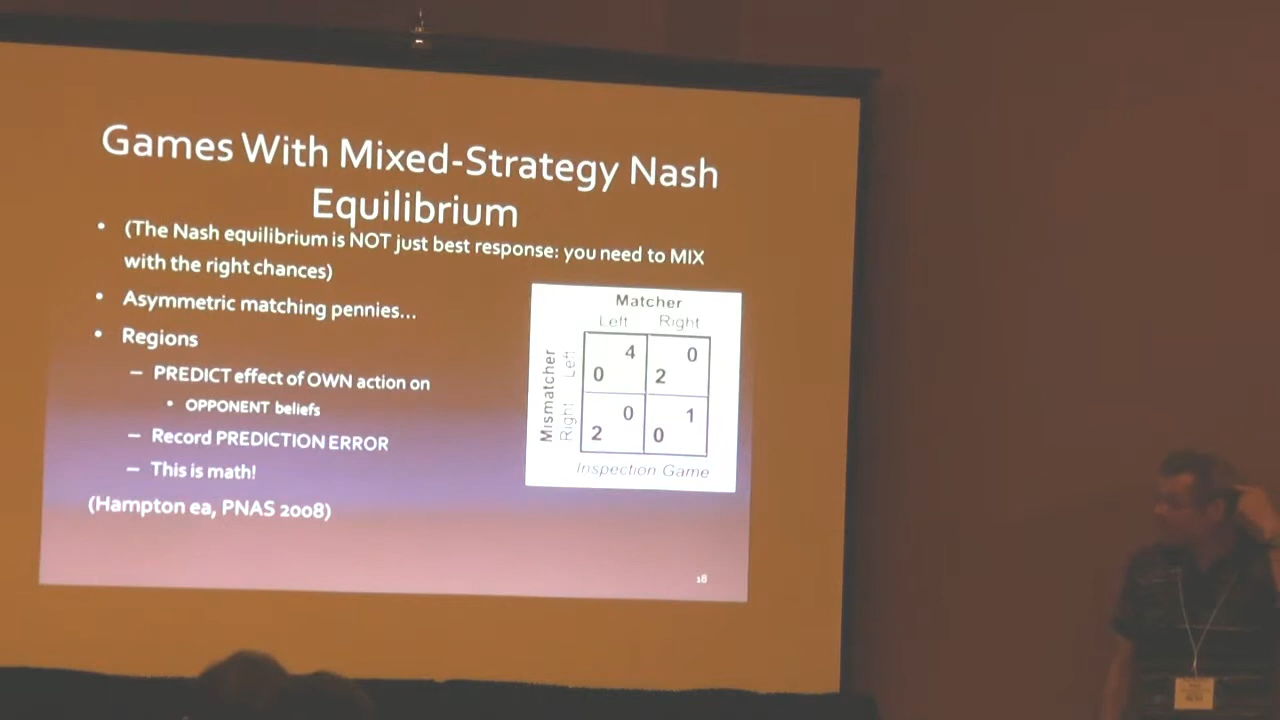 Games With Mixed-Strategy Nash
Equilibrium
• (The Nash equilibrium is NOT just best response: you need to MIX
with the right chances)
• Asymmetric matching pennies...
• Regions
– PREDICT effect of OWN action on
• OPPONENT beliefs
– Record PREDICTION ERROR
– This is math!
(Hampton ea, PNAS 2008)
Matcher
Left Right
Mismatcher
Left
Right
4 0
0 2
0 1
2 0
Inspection Game
18